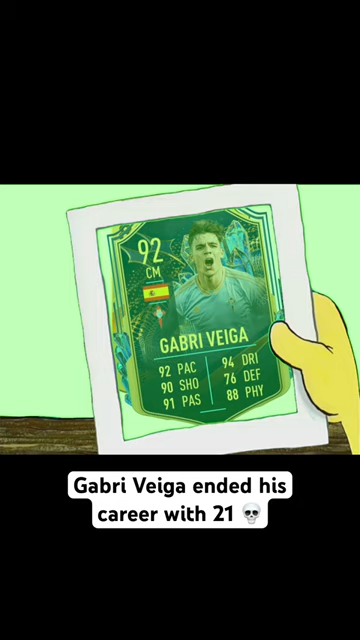 92
CM
GABRI VEIGA
92 PAC 94 DRI
90 SHO 76 DEF
91 PAS 88 PHY
Gabri Veiga ended his
career with 21 💀